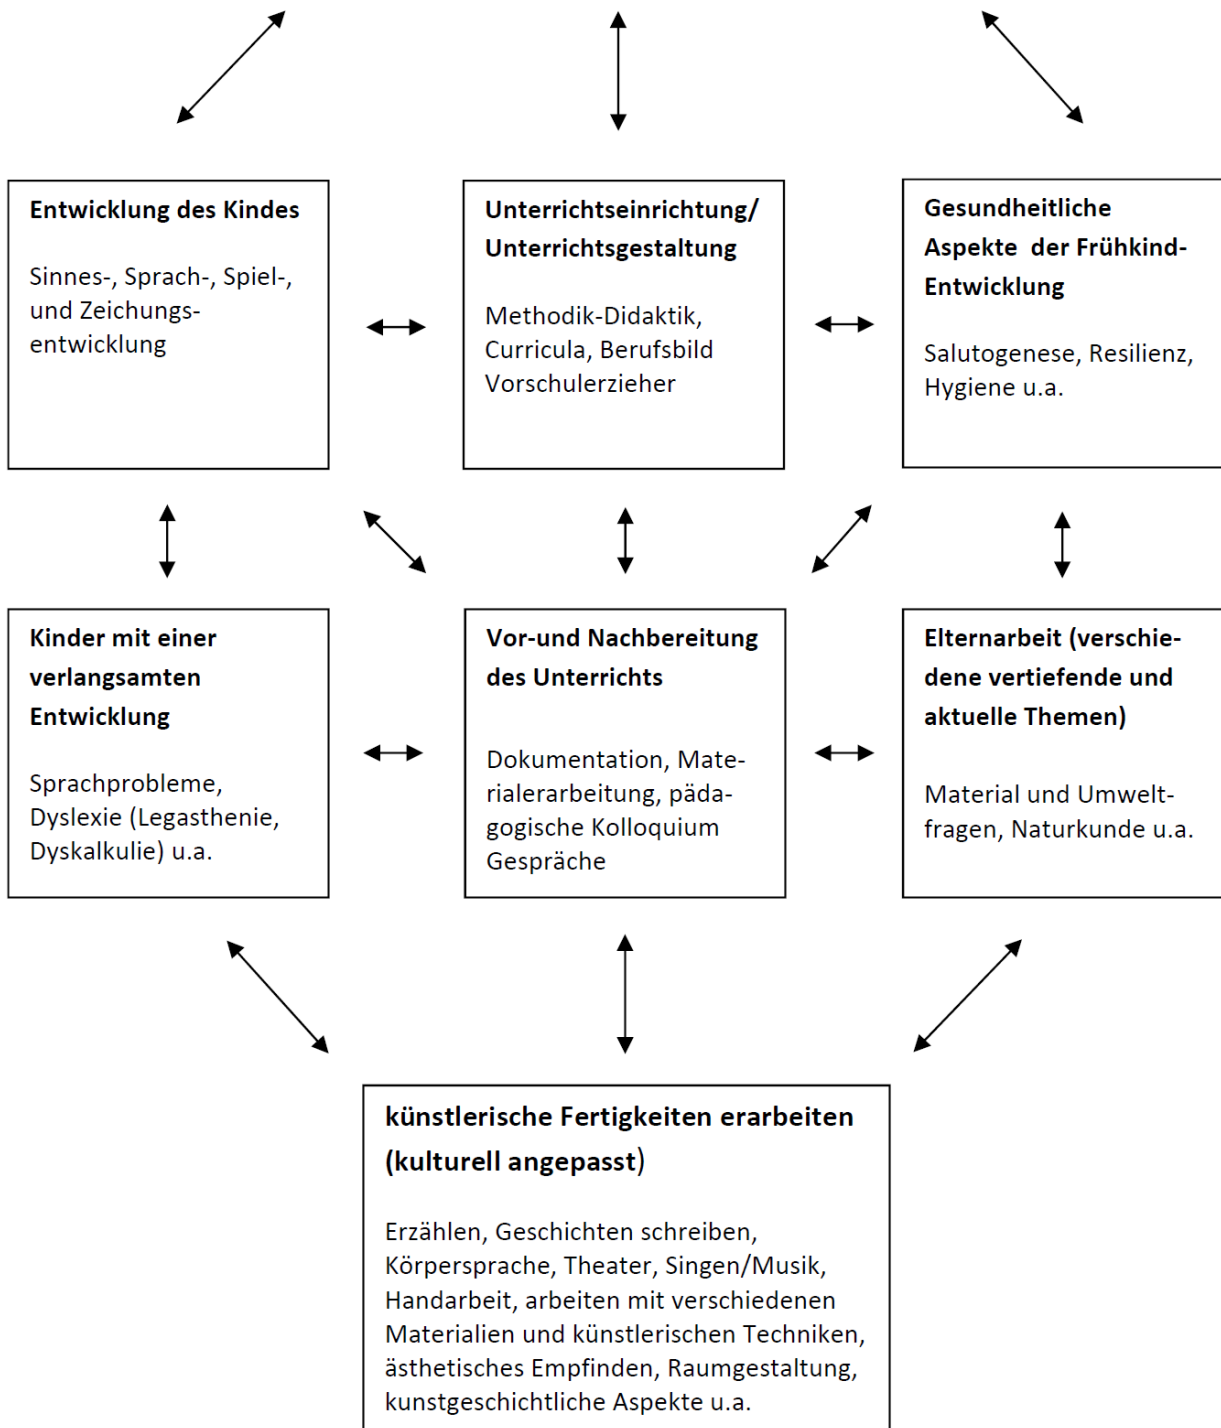 Entwicklung des Kindes
Sinnes-, Sprach-, Spiel-,
und Zeichungs-
entwicklung
Unterrichtseinrichtung/
Unterrichtsgestaltung
Methodik-Didaktik,
Curricula, Berufsbild
Vorschulerzieher
Gesundheitliche
Aspekte der Frühkind-
Entwicklung
Salutogenese, Resilienz,
Hygiene u.a.
Kinder mit einer
verlangsamten
Entwicklung
Sprachprobleme,
Dyslexie (Legasthenie,
Dyskalkulie) u.a.
Vor-und Nachbereitung
des Unterrichts
Dokumentation, Mate-
rialerarbeitung, päda-
gogische Kolloquium
Gespräche
Elternarbeit (verschie-
dene vertiefende und
aktuelle Themen)
Material und Umwelt-
fragen, Naturkunde u.a.
künstlerische Fertigkeiten erarbeiten
(kulturell angepasst)
Erzählen, Geschichten schreiben,
Körpersprache, Theater, Singen/Musik,
Handarbeit, arbeiten mit verschiedenen
Materialien und künstlerischen Techniken,
ästhetisches Empfinden, Raumgestaltung,
kunstgeschichtliche Aspekte u.a.